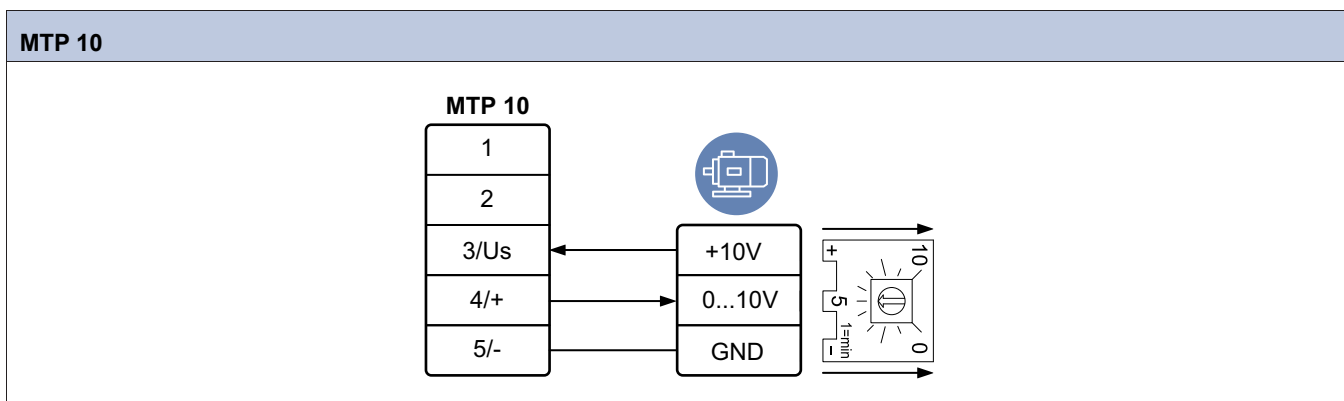 MTP 10
MTP 10
1
2
3/Us
4/+
5/-
+10V
0...10V
GND
+
10
5
1=min
-
0